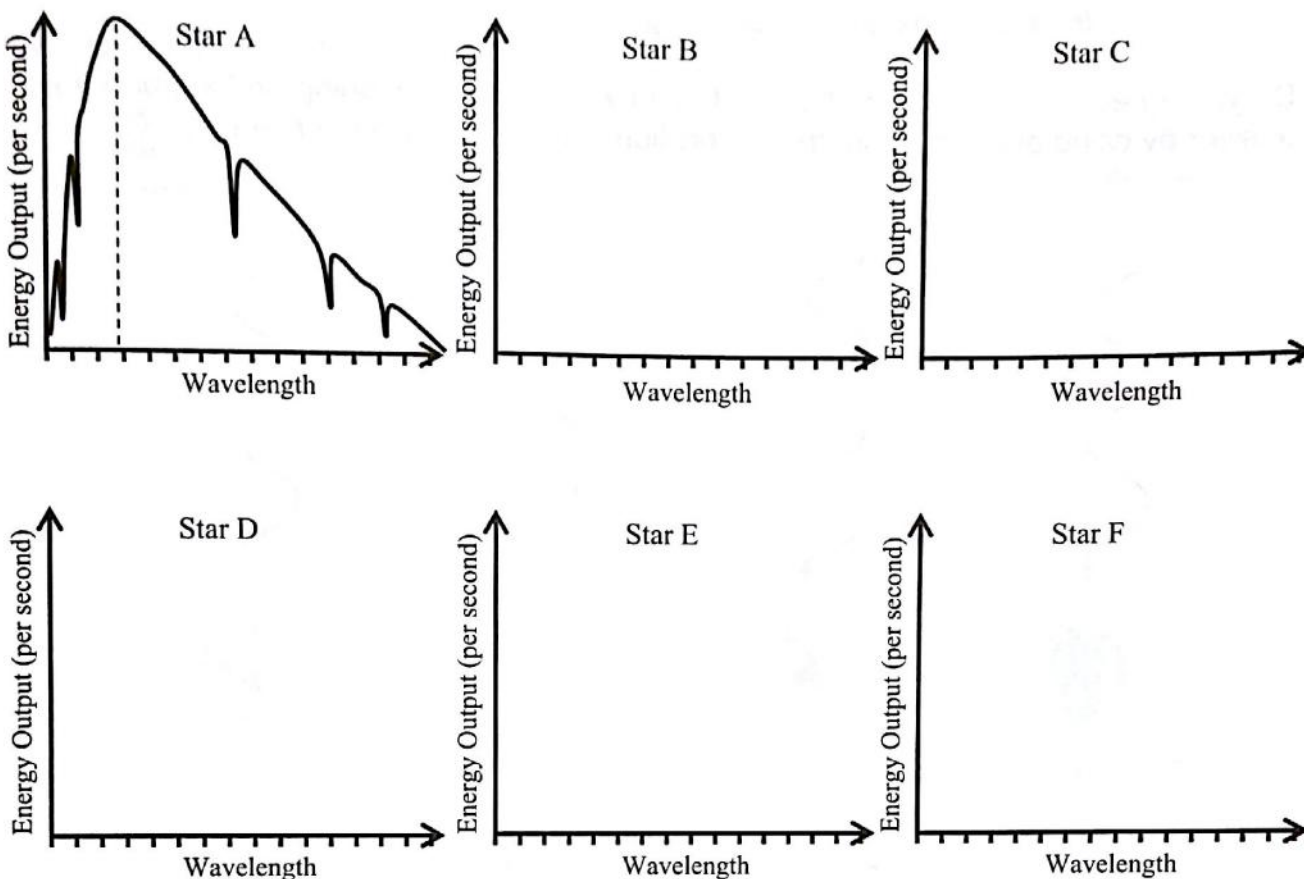 Star A
Energy Output (per second)
Wavelength
Star B
Energy Output (per second)
Wavelength
Star C
Energy Output (per second)
Wavelength
Star D
Energy Output (per second)
Wavelength
Star E
Energy Output (per second)
Wavelength
Star F
Energy Output (per second)
Wavelength